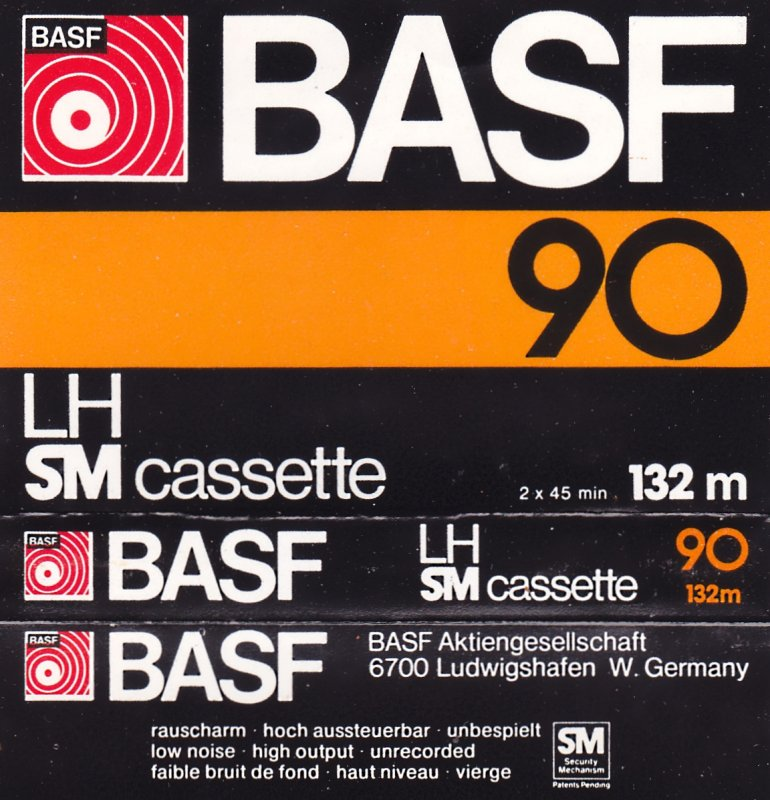 BASF
BASF
90
LH
SM cassette
2 x 45 min
132 m
BASF
BASF
LH
SM cassette
90
132m
BASF
BASF
BASF Aktiengesellschaft
6700 Ludwigshafen W. Germany
rauscharm · hoch aussteuerbar · unbespielt
low noise · high output · unrecorded
faible bruit de fond · haut niveau · vierge
SM
Security
Mechanism
Patents Pending